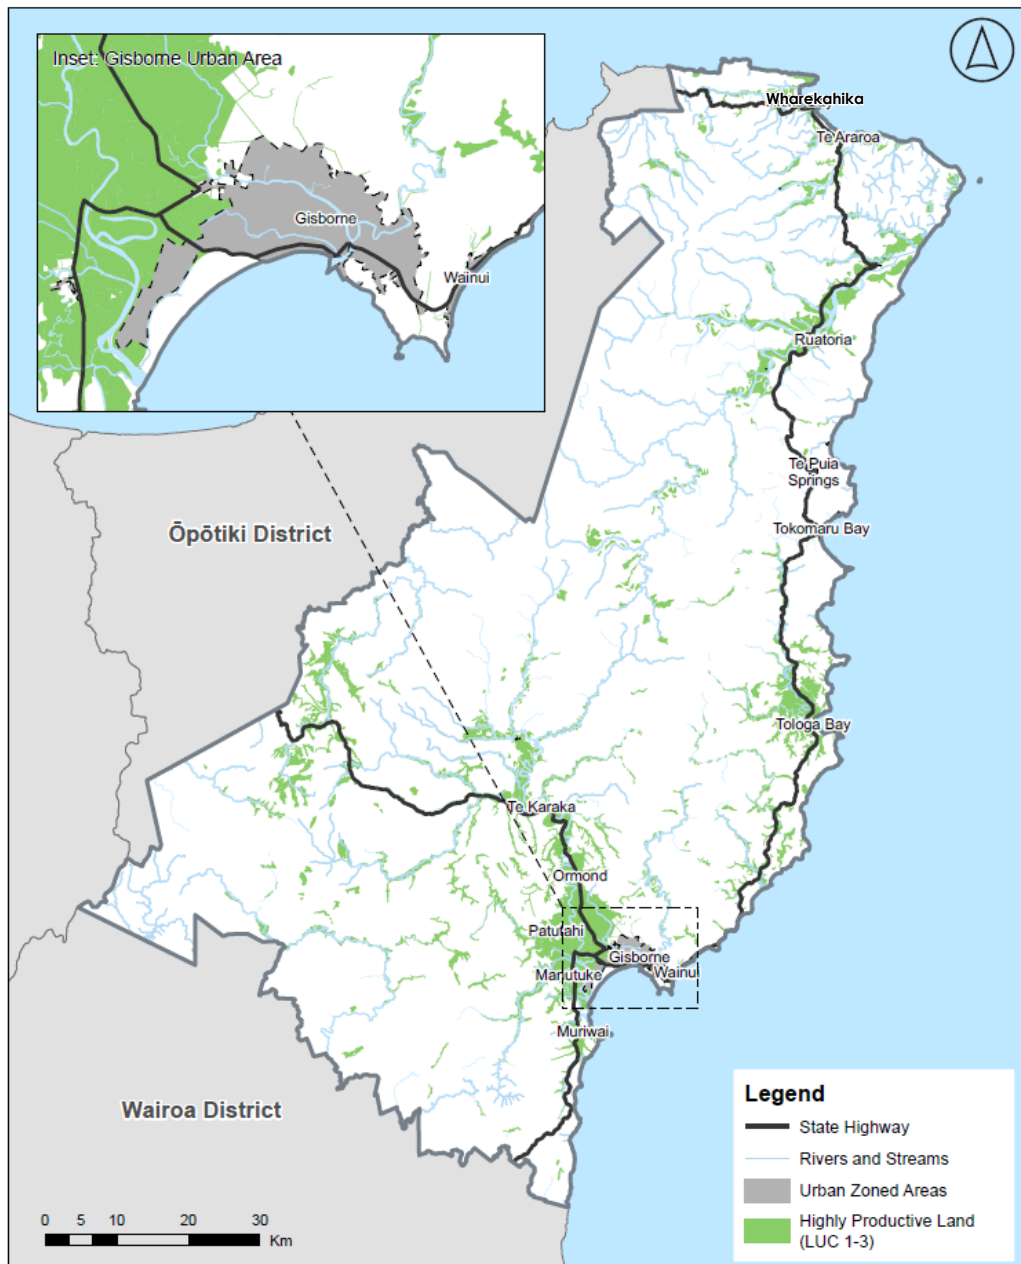 Inset: Gisborne Urban Area
Gisborne
Wainui
Wharekahika
Te Araroa
Ruatoria
Te Puia
Springs
Tokomaru Bay
Ōpōtiki District
Tologa Bay
Te Karaka
Ormond
Patutahi
Gisborne
Wainui
Manutuke
Muriwai
Wairoa District
Legend
State Highway
Rivers and Streams
Urban Zoned Areas
Highly Productive Land
(LUC 1-3)
0 5 10 20 30
Km